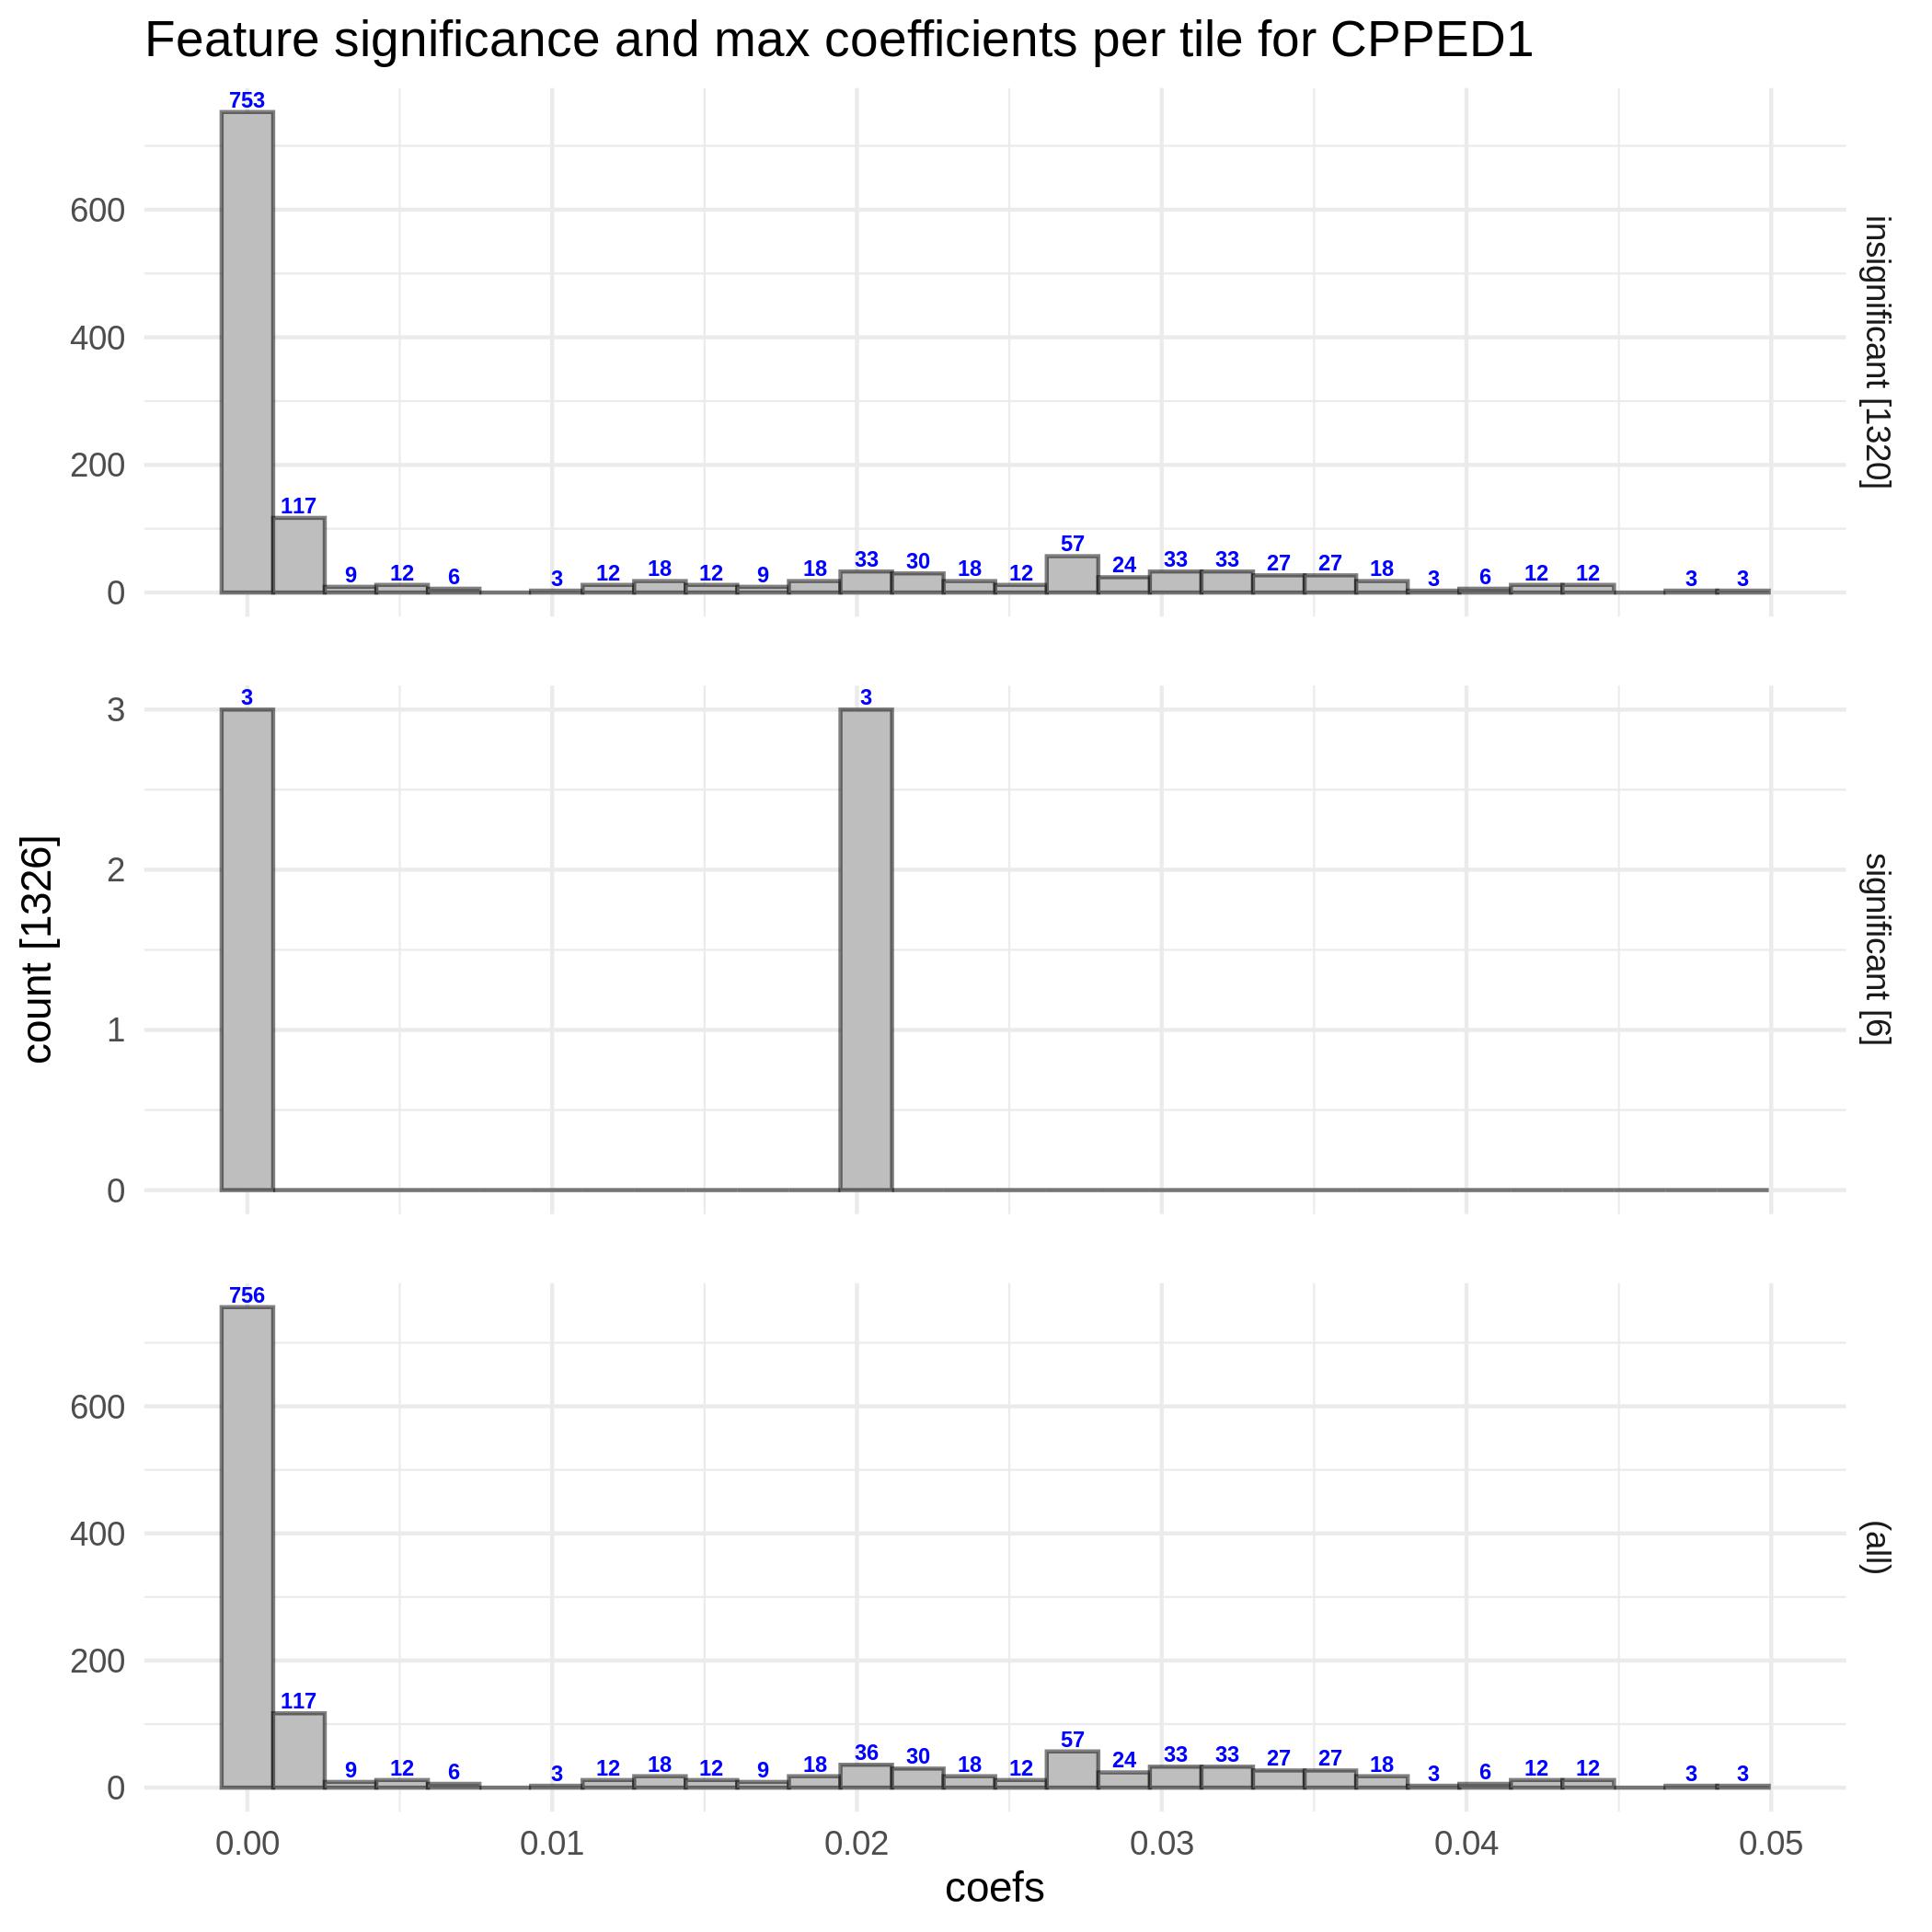 Feature significance and max coefficients per tile for CPPED1
753
600
400
200
117
9 12 6 3 12 18 12 9 18 33 30 18 12 57 24 33 33 27 27 18 3 6 12 12 3 3
0
insignificant [1320]
3 3
3
2
1
0
significant [6]
count [1326]
756
600
400
200
117
9 12 6 3 12 18 12 9 18 36 30 18 12 57 24 33 33 27 27 18 3 6 12 12 3 3
0
(all)
0.00 0.01 0.02 0.03 0.04 0.05
coefs